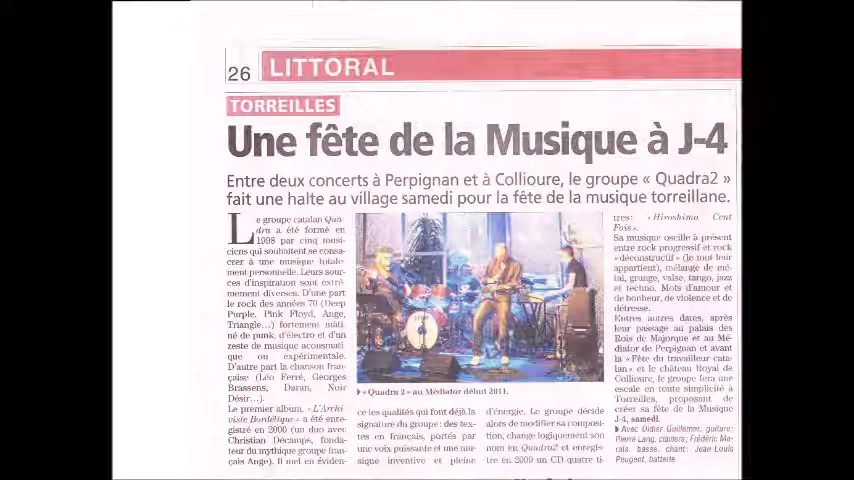 26
LITTORAL
TORREILLES
Une fête de la Musique à J-4
Entre deux concerts à Perpignan et à Collioure, le groupe « Quadra2 »
fait une halte au village samedi pour la fête de la musique torreillane.
Le groupe catalan Qua-
dra a été formé en
1998 par cinq musi-
ciens qui souhaitent se consa-
crer à une musique totale-
ment personnelle. Leurs sour-
ces d'inspiration sont extrê-
mement diverses. D'une part
le rock des années 70 (Deep
Purple, Pink Floyd, Ange,
Triangle...) fortement mâti-
né de punk, d'électro et d'un
zeste de musique acousmati-
que ou expérimentale.
D'autre part la chanson fran-
çaise (Léo Ferré, Georges
Brassens, Daran, Noir
Désir...).
Le premier album, «L'Archi-
viste Bordélique» a été enre-
gistré en 2000 (un duo avec
Christian Décamps, fonda-
teur du mythique groupe fran-
çais Ange). Il met en éviden-
« Quadra 2 » au Médiator début 2011.
ce les qualités qui font déjà la
signature du groupe : des tex-
tes en français, portés par
une voix puissante et une mu-
sique inventive et pleine
d'énergie. Le groupe décide
alors de modifier sa composi-
tion, change logiquement son
nom en Quadra2 et enregis-
tre en 2009 un CD quatre ti-
tres : «Hiroshima Cent
Fois».
Sa musique oscille à présent
entre rock progressif et rock
«déconstructif» (le mot leur
appartient), mélange de mé-
tal, grunge, valse, tango, jazz
et techno. Mots d'amour et
de bonheur, de violence et de
détresse.
Entres autres dates, après
leur passage au palais des
Rois de Majorque et au Mé-
diator de Perpignan et avant
la «Fête du travailleur cata-
lan» et le château Royal de
Collioure, le groupe fera une
escale en toute simplicité à
Torreilles, proposant de
créer sa fête de la Musique
J-4, samedi.
Avec Didier Guillemer, guitare ;
Pierre Lang, claviers ; Frédéric Ma-
raia, basse, chant ; Jean-Louis
Peugeot, batterie.